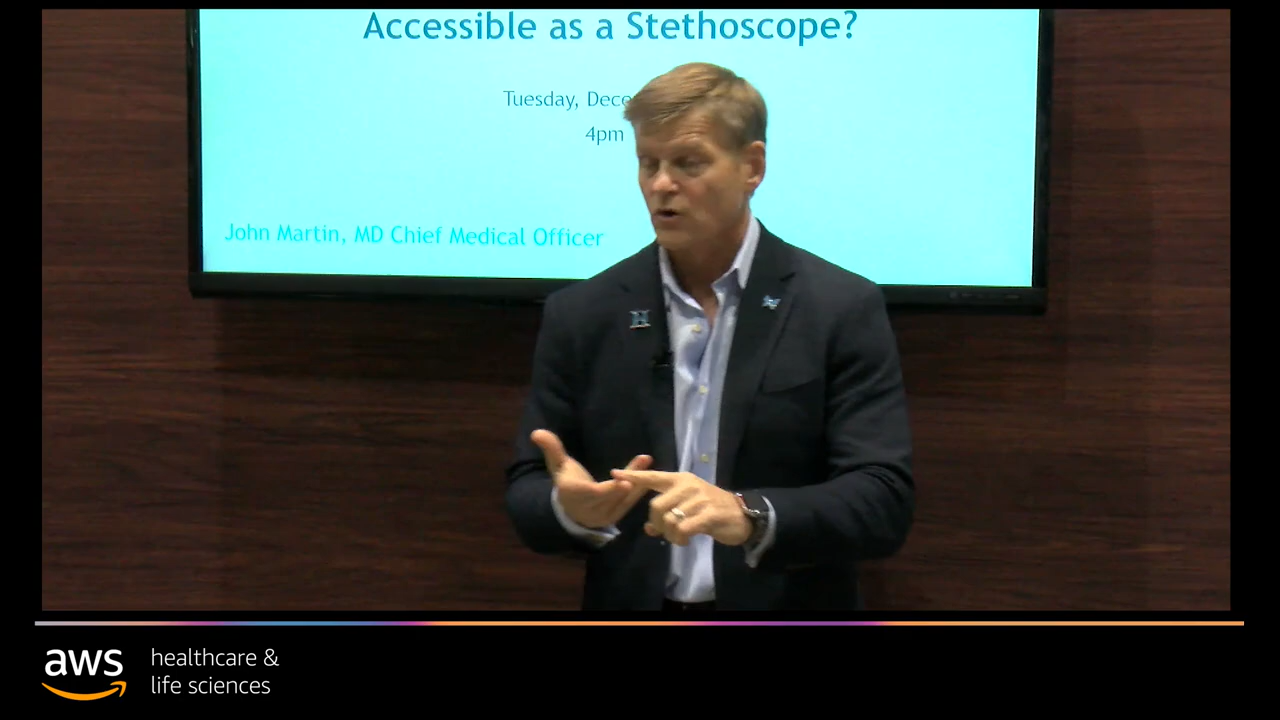 Accessible as a Stethoscope?
Tuesday, Dece
4pm
John Martin, MD Chief Medical Officer
aws
healthcare &
life sciences